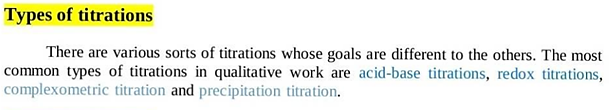 Types of titrations
There are various sorts of titrations whose goals are different to the others. The most
common types of titrations in qualitative work are acid-base titrations, redox titrations,
complexometric titration and precipitation titration.